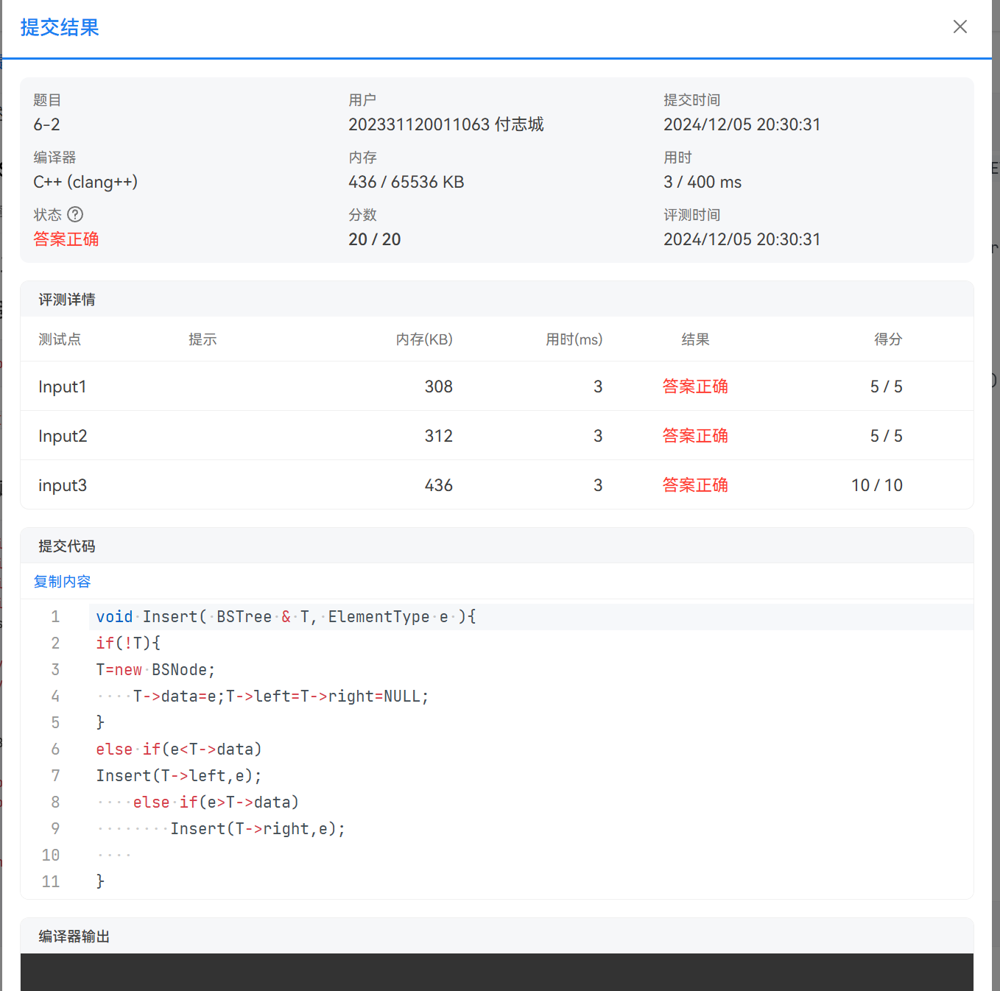 提交结果
题目 用户 提交时间
6-2 202331120011063 付志城 2024/12/05 20:30:31
编译器 内存 用时
C++ (clang++) 436 / 65536 KB 3 / 400 ms
状态 ? 分数 评测时间
答案正确 20 / 20 2024/12/05 20:30:31
评测详情
测试点 提示 内存(KB) 用时(ms) 结果 得分
Input1 308 3 答案正确 5 / 5
Input2 312 3 答案正确 5 / 5
input3 436 3 答案正确 10 / 10
提交代码
复制内容
1 void Insert( BSTree & T, ElementType e ){
2 if(!T){
3 T=new BSNode;
4     T->data=e;T->left=T->right=NULL;
5 }
6 else if(e<T->data)
7 Insert(T->left,e);
8     else if(e>T->data)
9         Insert(T->right,e);
10
11 }
编译器输出